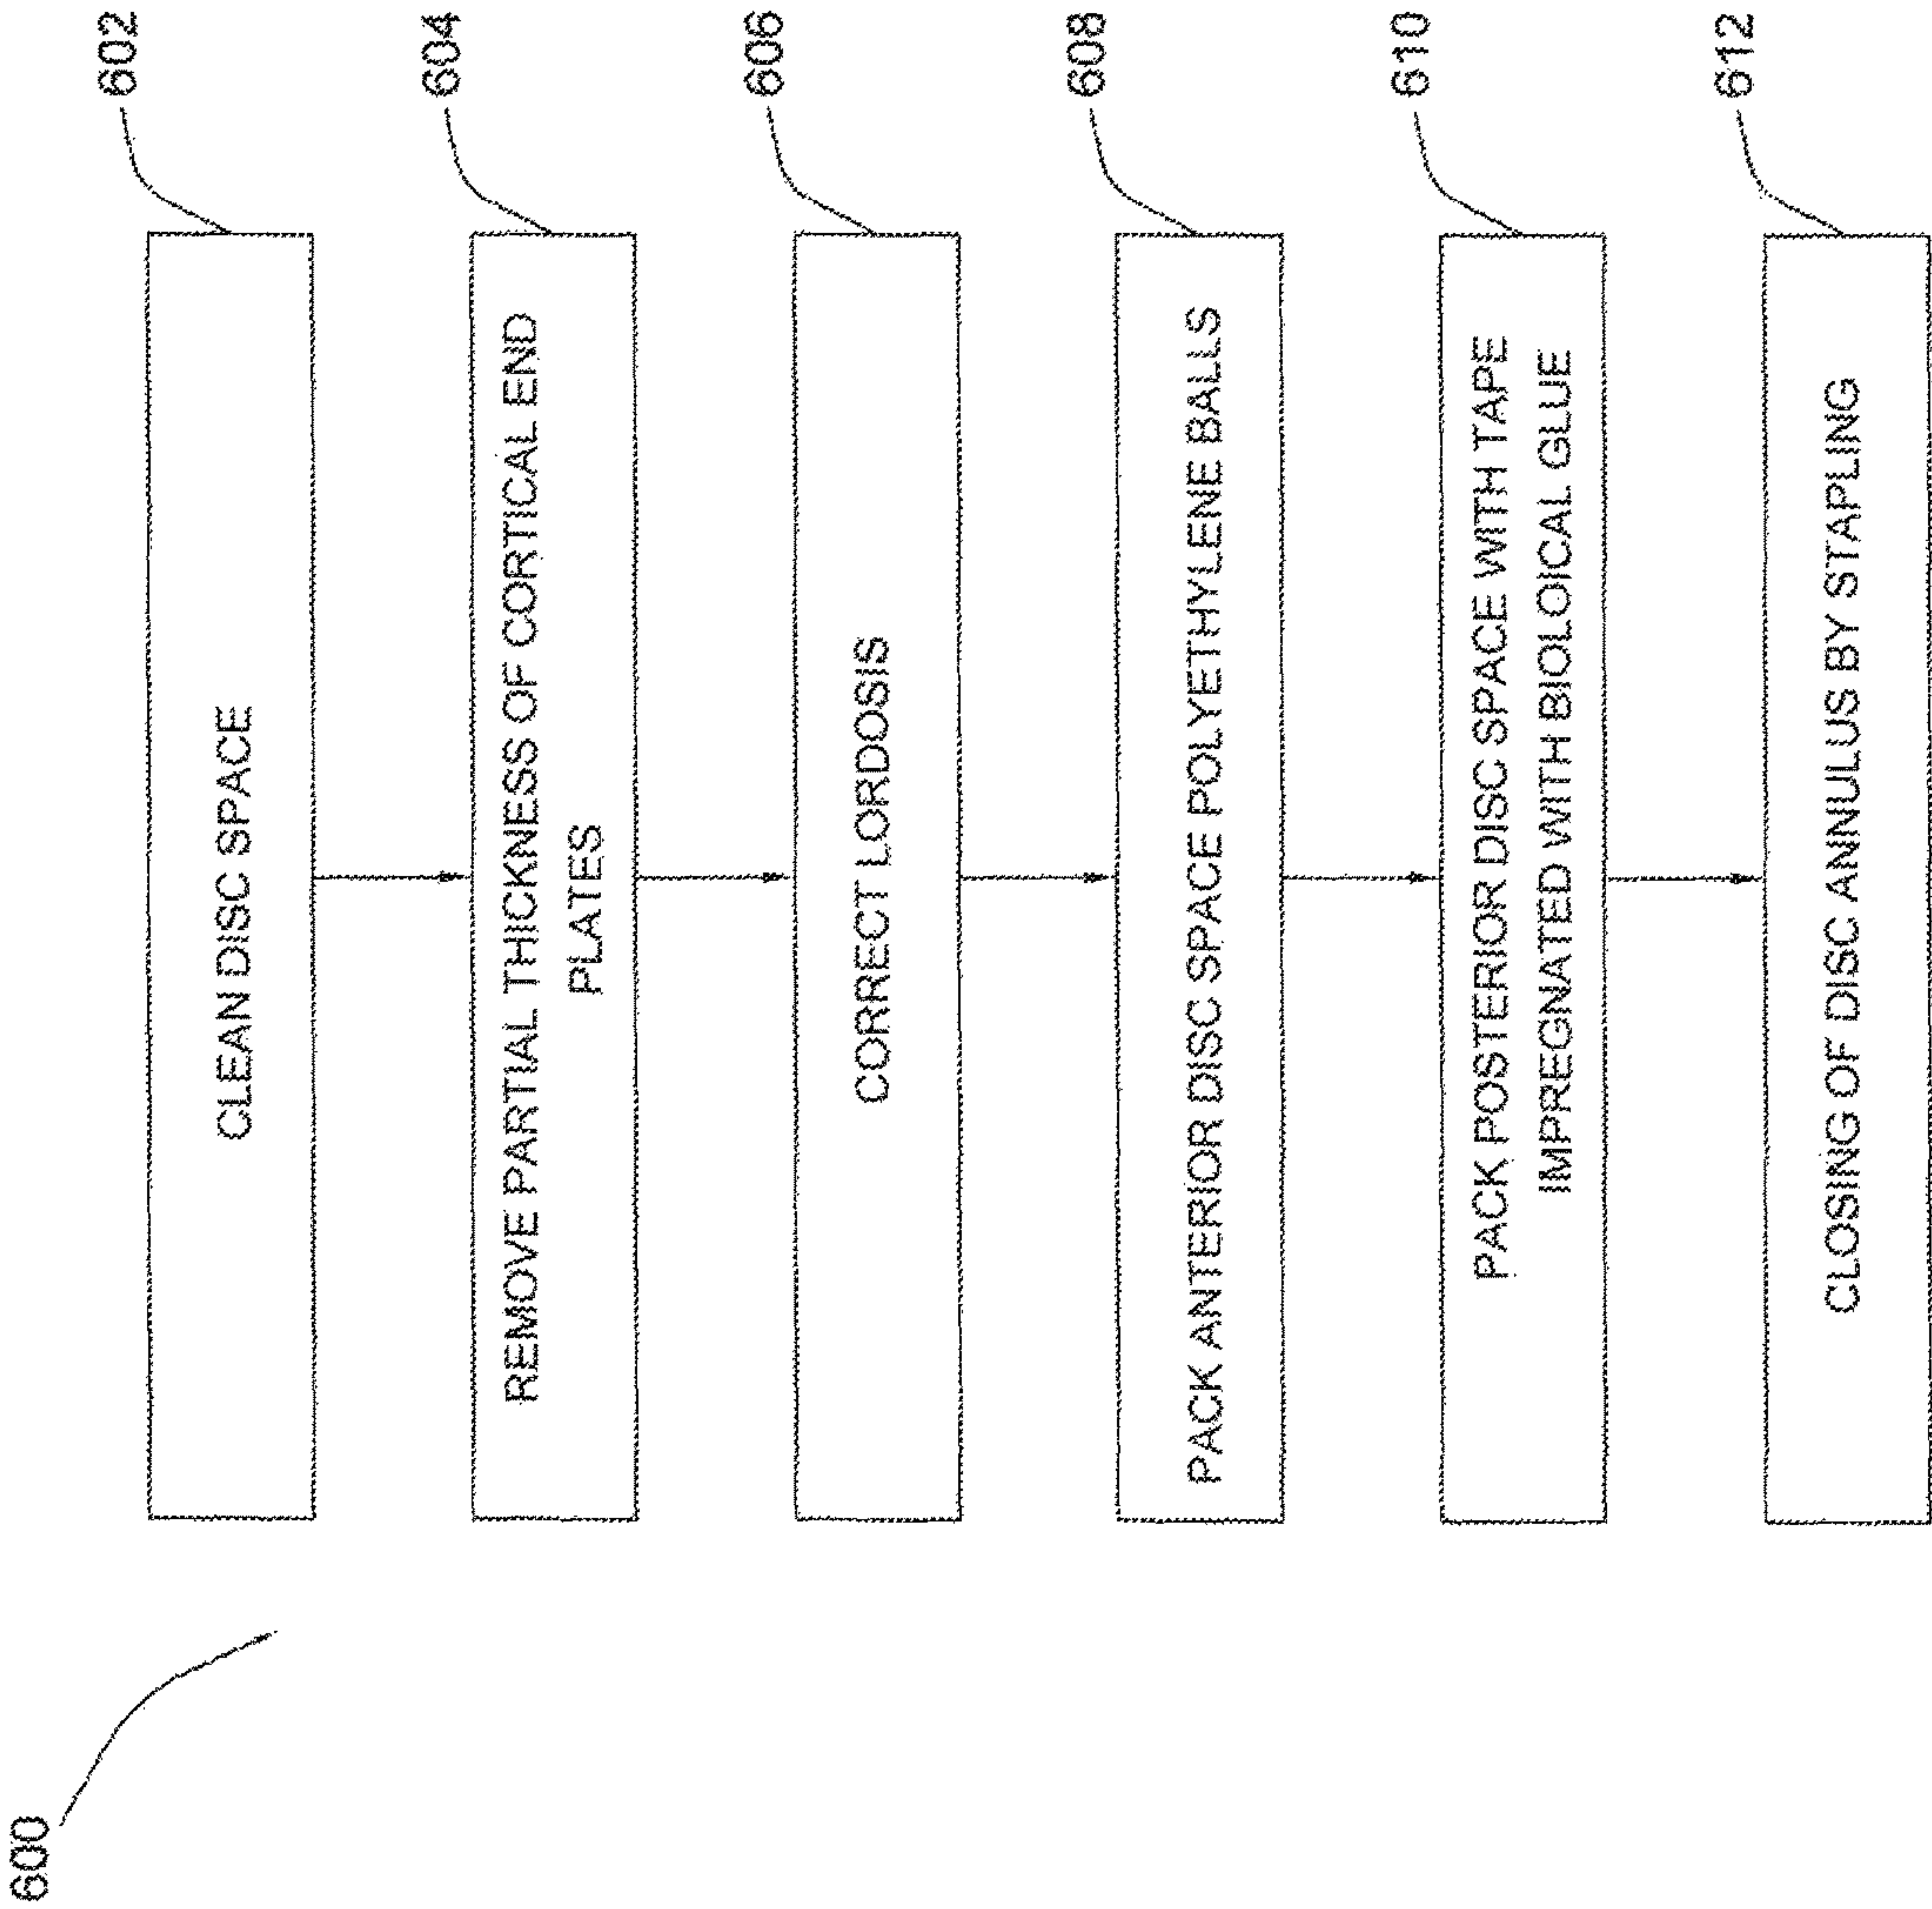 600
CLEAN DISC SPACE
602
REMOVE PARTIAL THICKNESS OF CORTICAL END
PLATES
604
CORRECT LORDOSIS
606
PACK ANTERIOR DISC SPACE POLYETHYLENE BALLS
608
PACK POSTERIOR DISC SPACE WITH TAPE
IMPREGNATED WITH BIOLOICAL GLUE
610
CLOSING OF DISC ANNULUS BY STAPLING
612